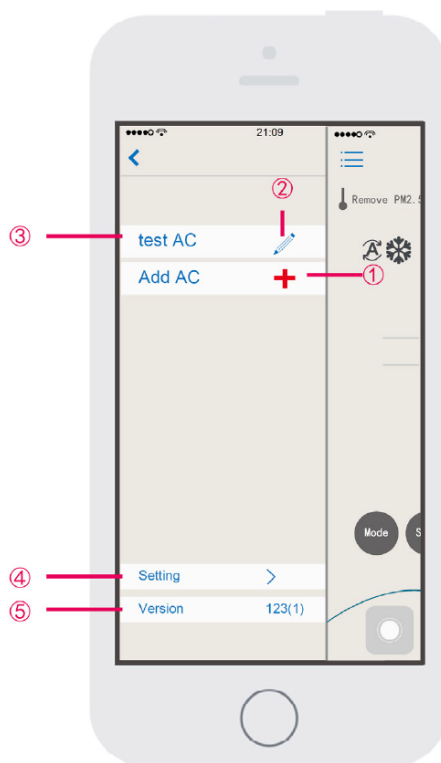 21:09
②
Remove PM2.5
③ test AC
Add AC
①
Mode
S
④ Setting
⑤ Version 123(1)